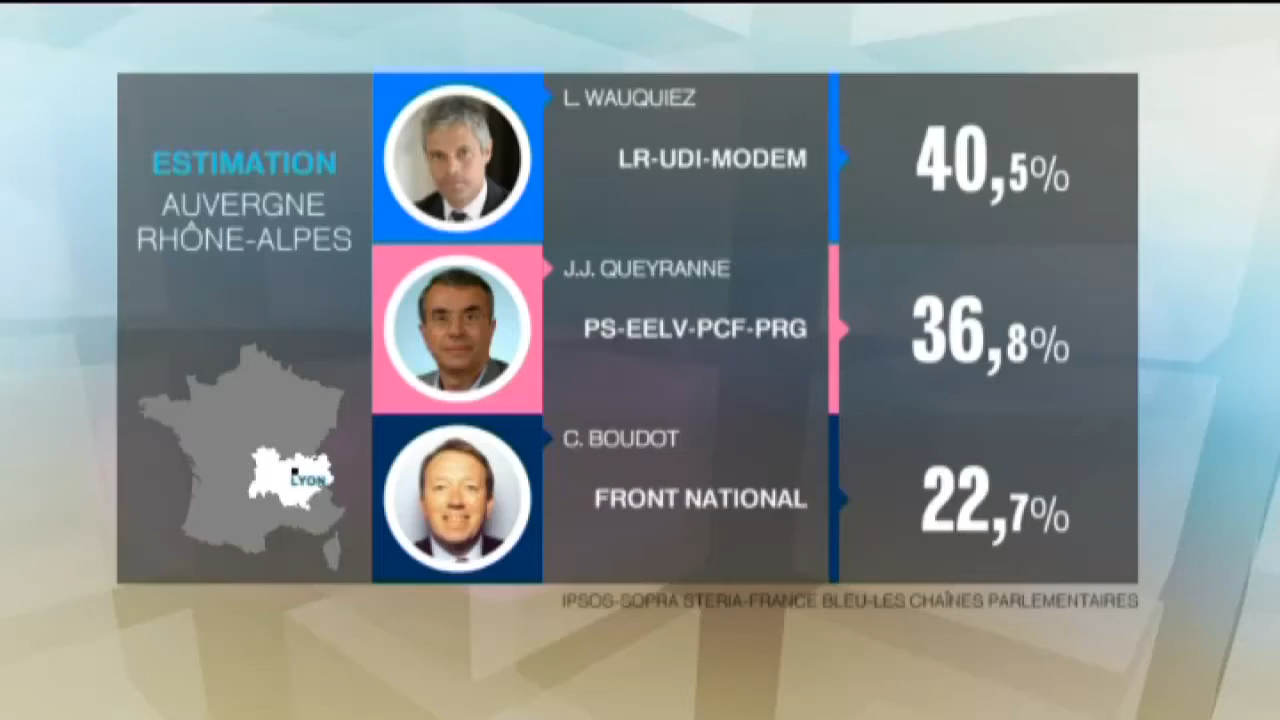 ESTIMATION
AUVERGNE
RHÔNE-ALPES
LYON
L. WAUQUIEZ
LR-UDI-MODEM
40,5%
J.J. QUEYRANNE
PS-EELV-PCF-PRG
36,8%
C. BOUDOT
FRONT NATIONAL
22,7%
IPSOS-SOPRA STERIA-FRANCE BLEU-LES CHAÎNES PARLEMENTAIRES